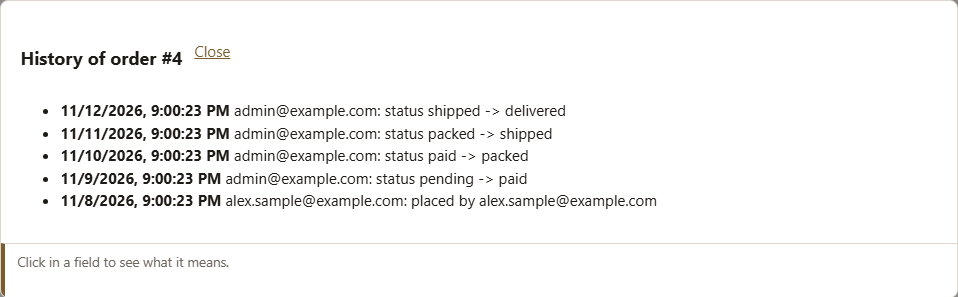 History of order #4 Close
11/12/2026, 9:00:23 PM admin@example.com: status shipped -> delivered
11/11/2026, 9:00:23 PM admin@example.com: status packed -> shipped
11/10/2026, 9:00:23 PM admin@example.com: status paid -> packed
11/9/2026, 9:00:23 PM admin@example.com: status pending -> paid
11/8/2026, 9:00:23 PM alex.sample@example.com: placed by alex.sample@example.com
Click in a field to see what it means.